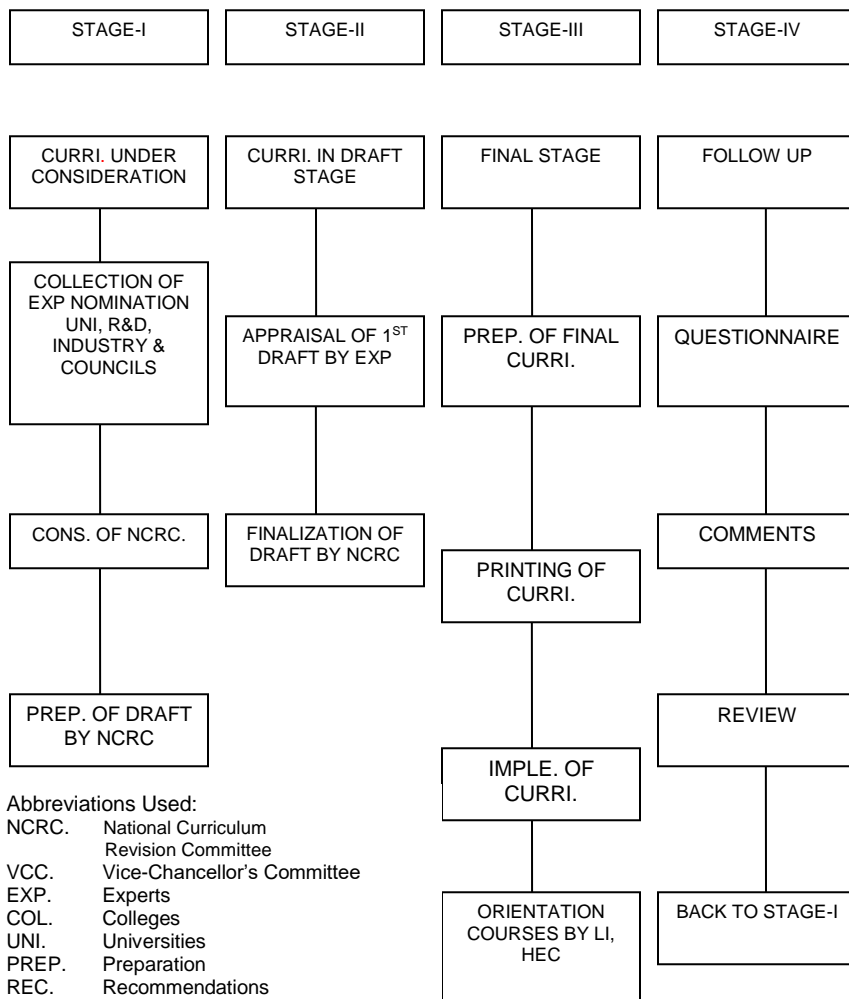 STAGE-I
CURRI. UNDER
CONSIDERATION
COLLECTION OF
EXP NOMINATION
UNI, R&D,
INDUSTRY &
COUNCILS
CONS. OF NCRC.
PREP. OF DRAFT
BY NCRC
STAGE-II
CURRI. IN DRAFT
STAGE
APPRAISAL OF 1ST
DRAFT BY EXP
FINALIZATION OF
DRAFT BY NCRC
STAGE-III
FINAL STAGE
PREP. OF FINAL
CURRI.
PRINTING OF
CURRI.
IMPLE. OF
CURRI.
ORIENTATION
COURSES BY LI,
HEC
STAGE-IV
FOLLOW UP
QUESTIONNAIRE
COMMENTS
REVIEW
BACK TO STAGE-I
Abbreviations Used:
NCRC. National Curriculum
Revision Committee
VCC. Vice-Chancellor's Committee
EXP. Experts
COL. Colleges
UNI. Universities
PREP. Preparation
REC. Recommendations